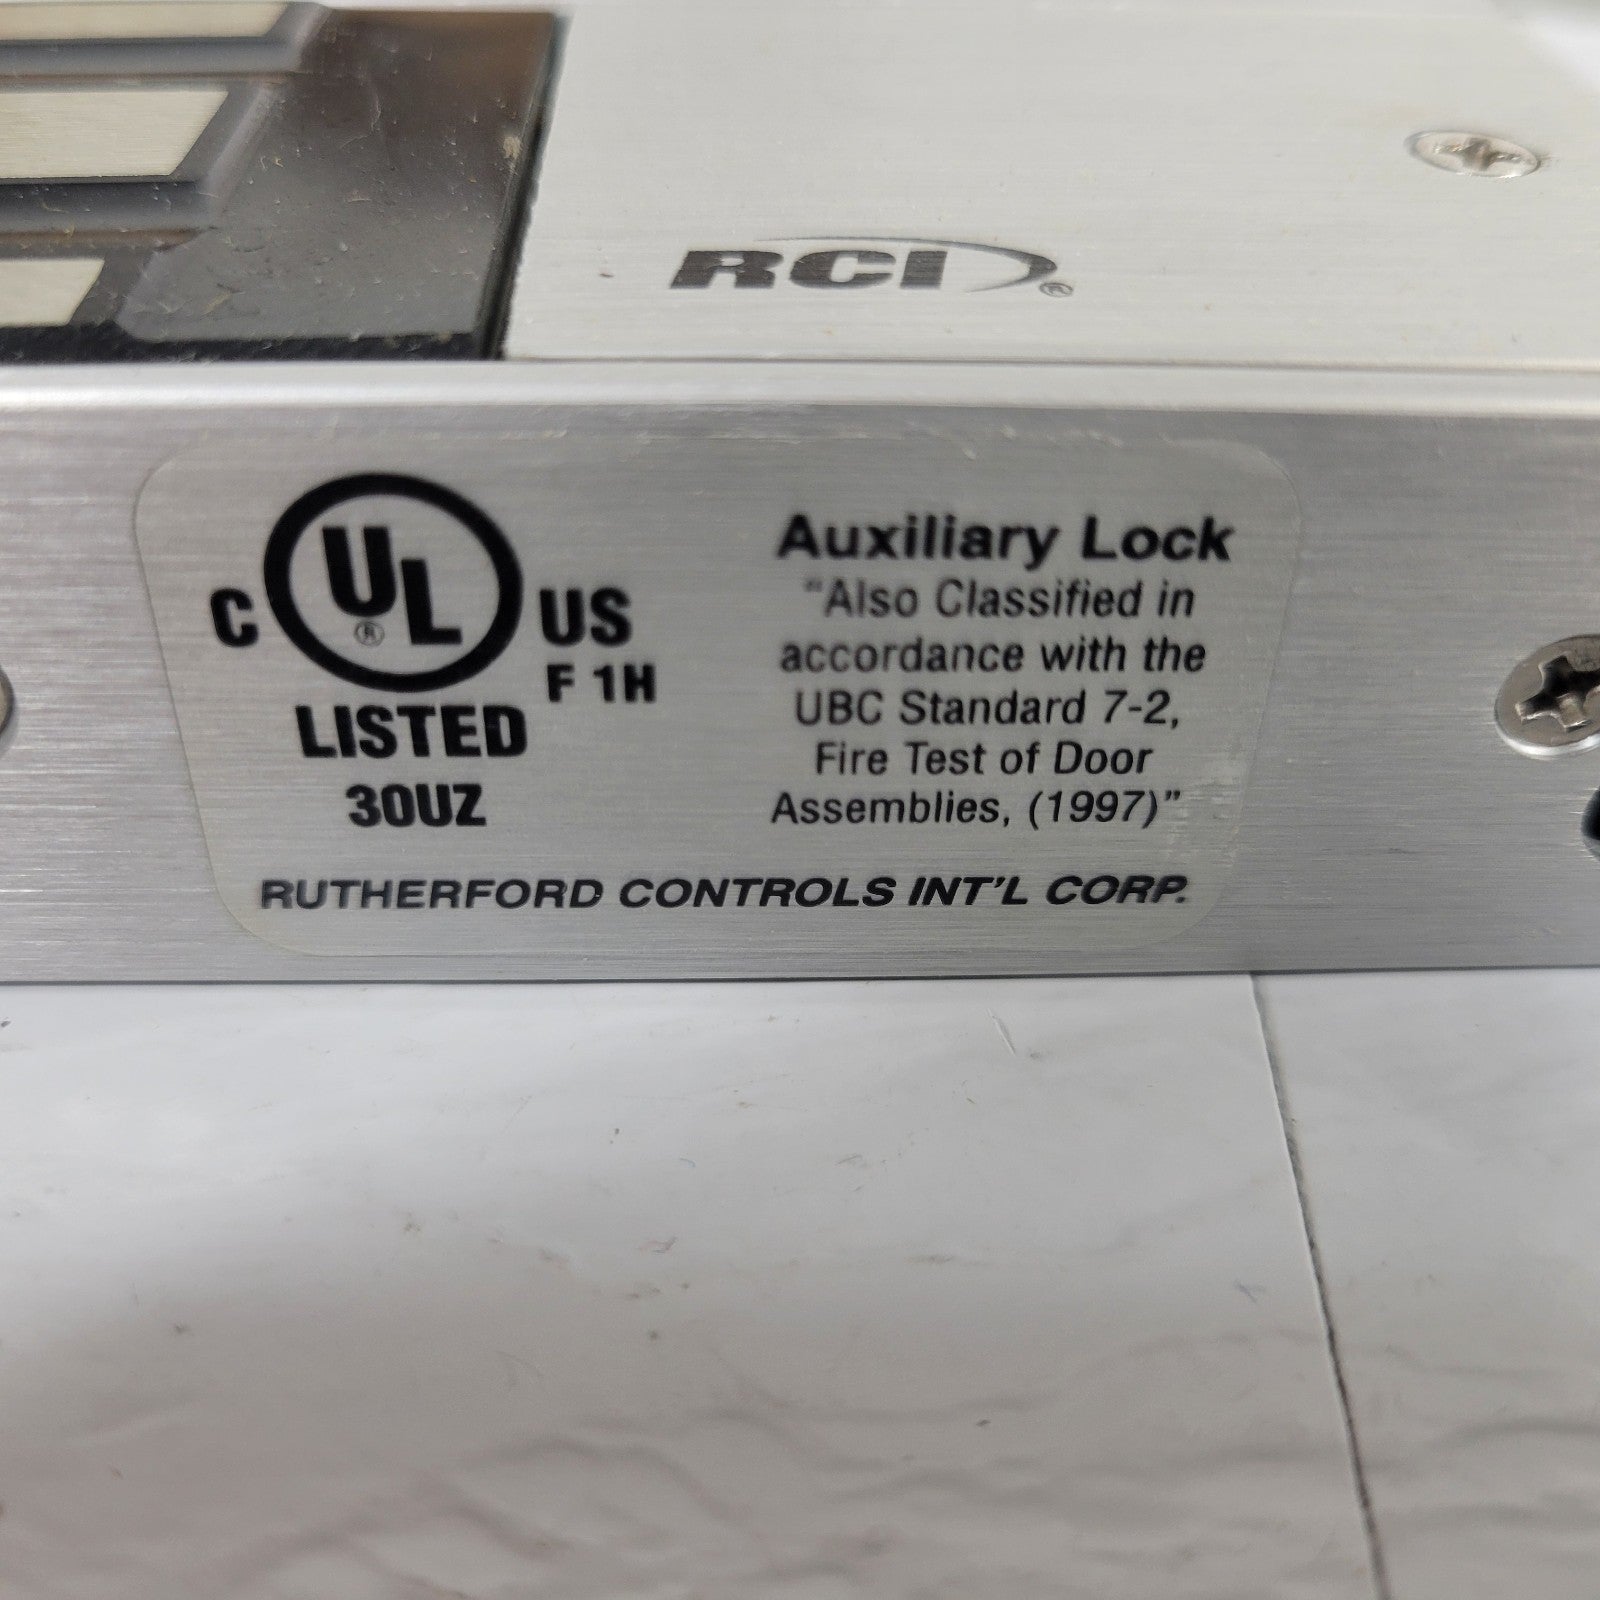 RCI®
C UL® US
F 1H
LISTED
30UZ
Auxiliary Lock
"Also Classified in
accordance with the
UBC Standard 7-2,
Fire Test of Door
Assemblies, (1997)"
RUTHERFORD CONTROLS INT'L CORP.